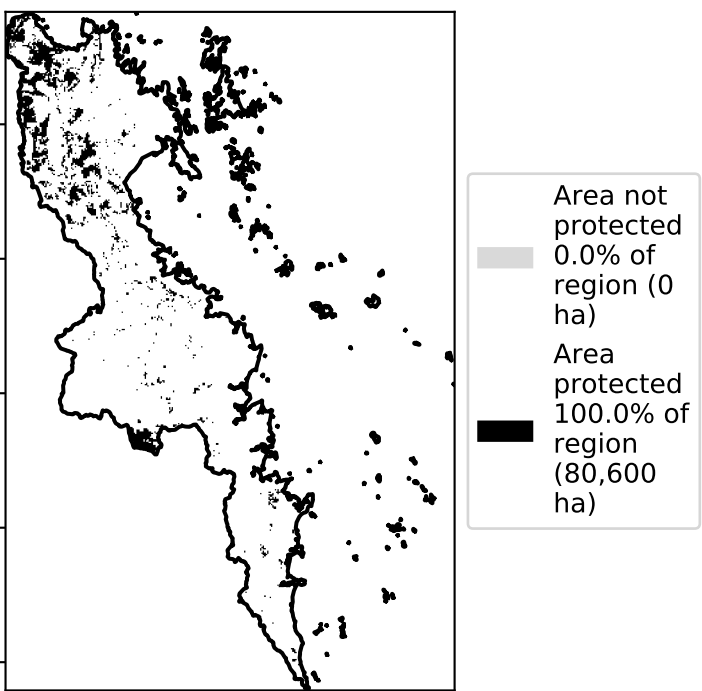 Area not
protected
0.0% of
region (0
ha)
Area
protected
100.0% of
region
(80,600
ha)